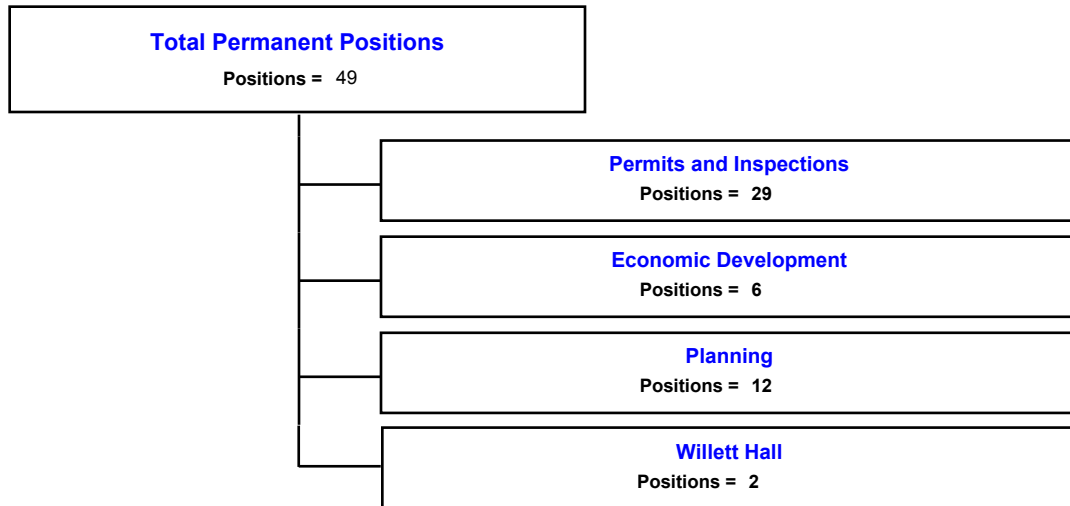 Total Permanent Positions
Positions = 49
Permits and Inspections
Positions = 29
Economic Development
Positions = 6
Planning
Positions = 12
Willett Hall
Positions = 2